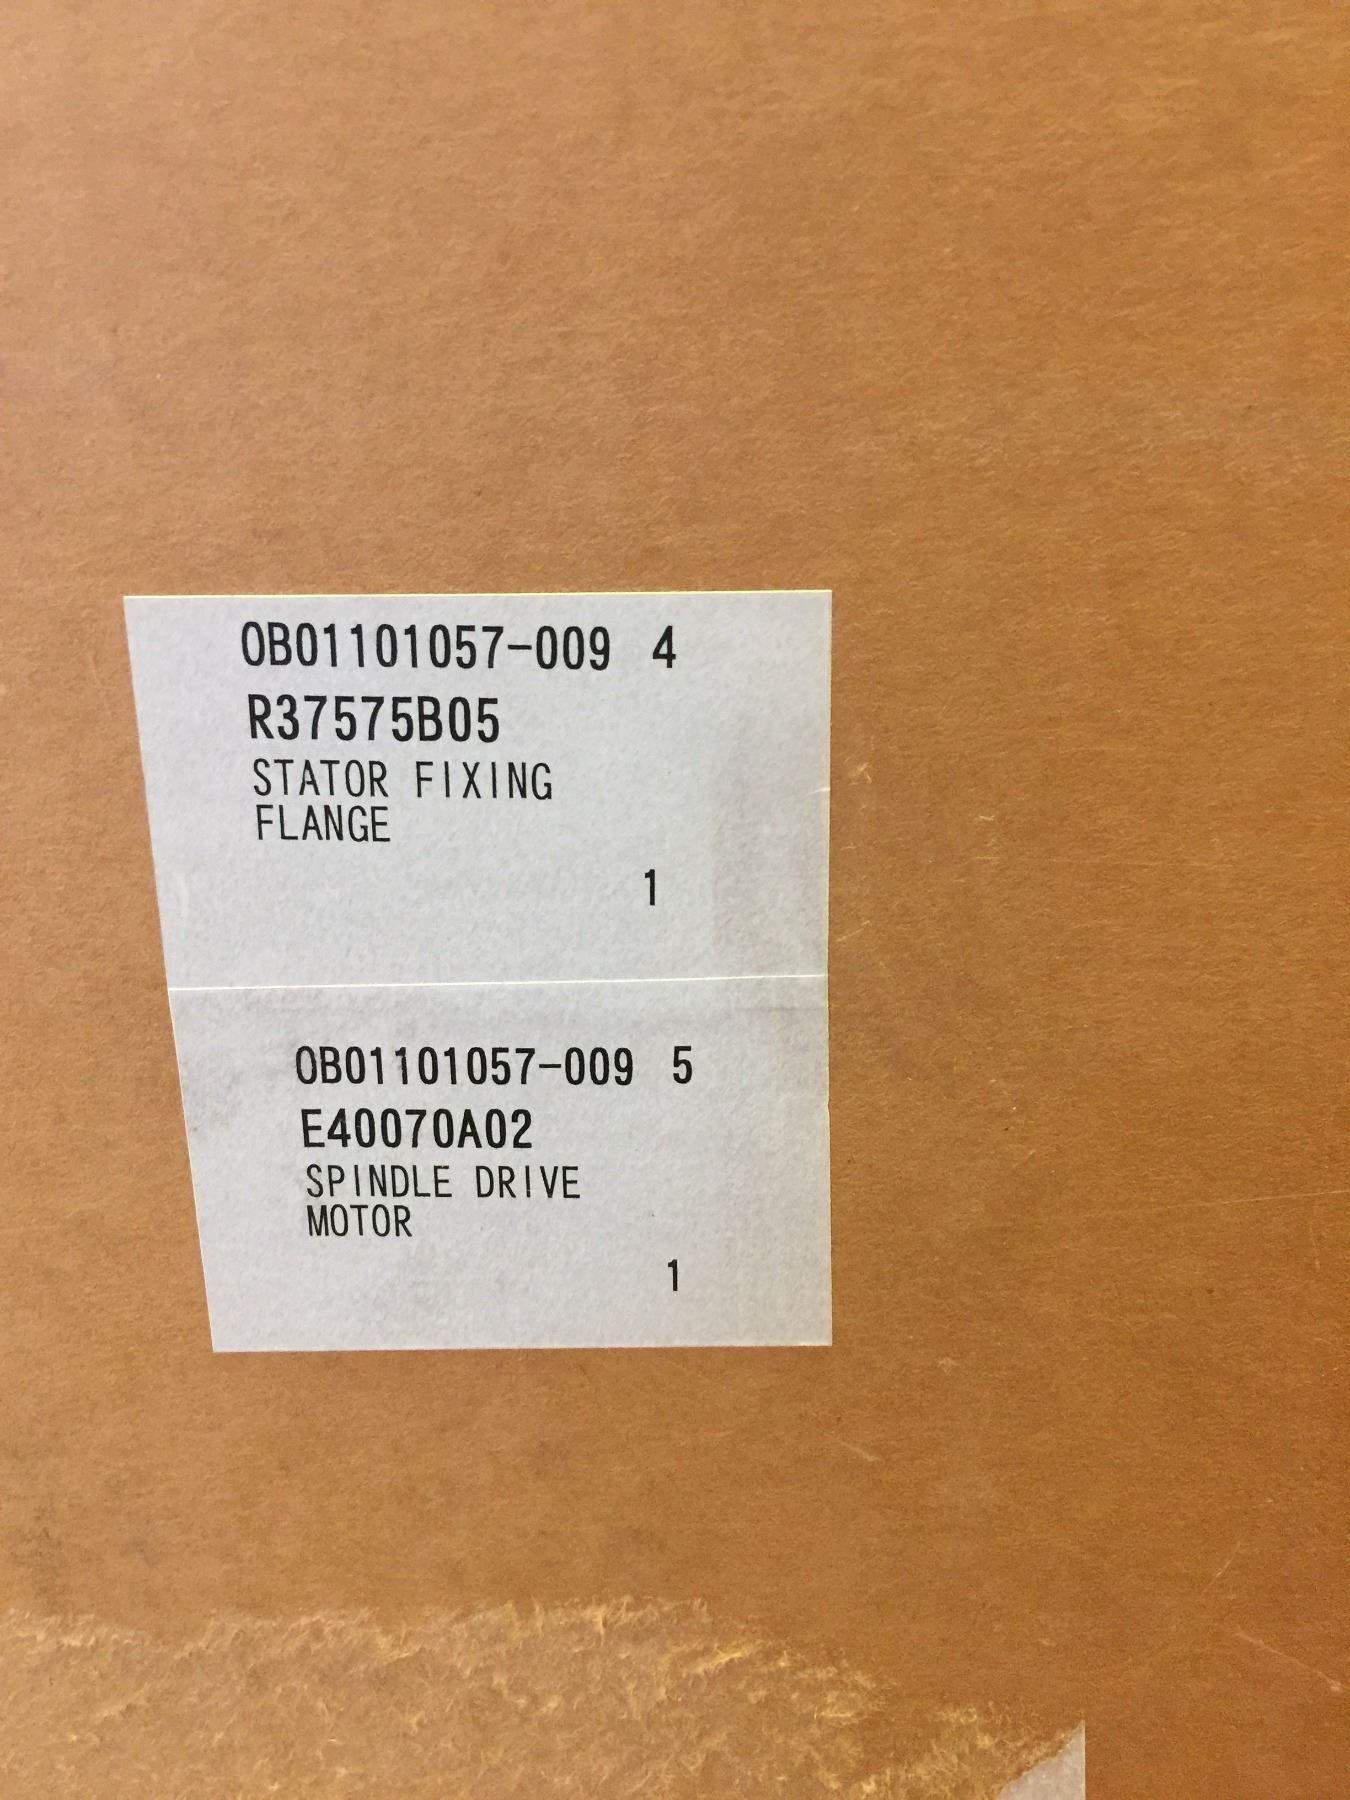 0B01101057-009 4
R37575B05
STATOR FIXING
FLANGE
1
0B01101057-009 5
E40070A02
SPINDLE DRIVE
MOTOR
1